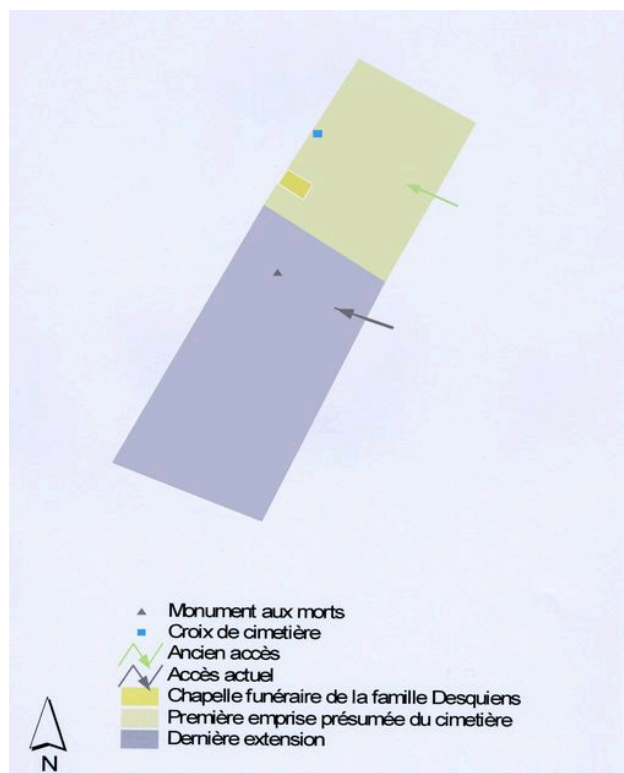 Monument aux morts
Croix de cimetière
Ancien accès
Accès actuel
Chapelle funéraire de la famille Desquiens
Première emprise présumée du cimetière
Dernière extension
N